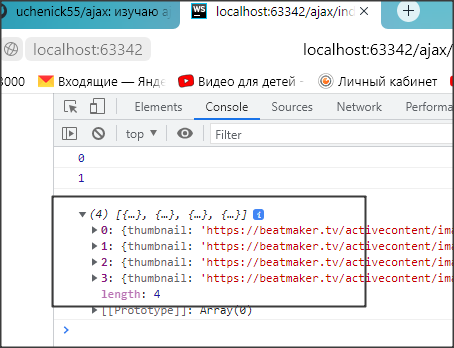 uchenick55/ajax: изучаю aj
WS localhost:63342/ajax/ind
localhost:63342 localhost:63342/ajax/
3000 Входящие — Янде Видео для детей - Личный кабинет
Elements Console Sources Network Performa
top Filter
0
1
(4) [{…}, {…}, {…}, {…}] i
0: {thumbnail: 'https://beatmaker.tv/activecontent/ima
1: {thumbnail: 'https://beatmaker.tv/activecontent/ima
2: {thumbnail: 'https://beatmaker.tv/activecontent/ima
3: {thumbnail: 'https://beatmaker.tv/activecontent/ima
length: 4
[[Prototype]]: Array(0)